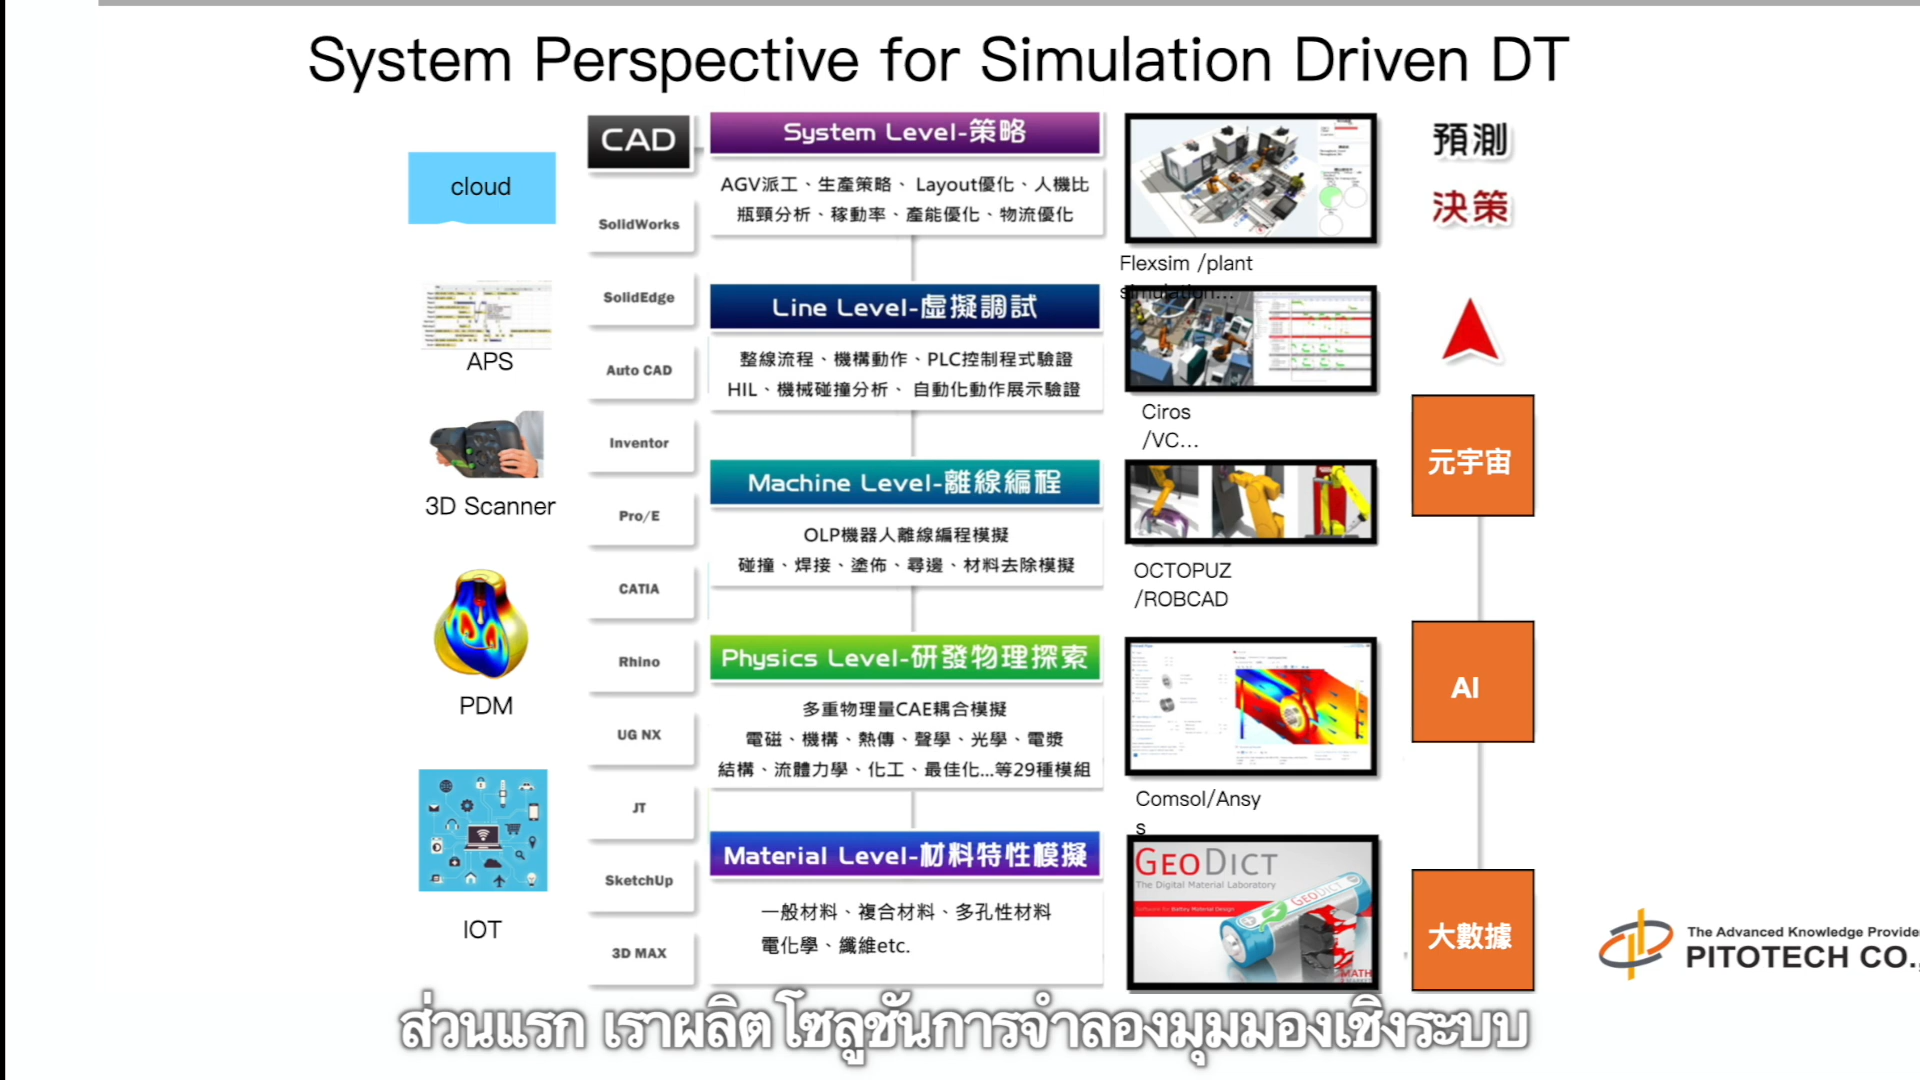 System Perspective for Simulation Driven DT
cloud
APS
3D Scanner
PDM
IOT
CAD
SolidWorks
SolidEdge
Auto CAD
Inventor
Pro/E
CATIA
Rhino
UG NX
JT
SketchUp
3D MAX
System Level-策略
AGV派工、生產策略、Layout優化、人機比
瓶頸分析、稼動率、產能優化、物流優化
Line Level-虛擬調試
整線流程、機構動作、PLC控制程式驗證
HIL、機械碰撞分析、自動化動作展示驗證
Machine Level-離線編程
OLP機器人離線編程模擬
碰撞、焊接、塗佈、尋邊、材料去除模擬
Physics Level-研發物理探索
多重物理量CAE耦合模擬
電磁、機構、熱傳、聲學、光學、電漿
結構、流體力學、化工、最佳化...等29種模組
Material Level-材料特性模擬
一般材料、複合材料、多孔性材料
電化學、纖維etc.
Flexsim /plant
simulation...
Ciros
/VC...
OCTOPUZ
/ROBCAD
Comsol/Ansy
s
GEODICT
The Digital Material Laboratory
Software for Battery Material Design
GEODICT
MATH
預測
決策
元宇宙
AI
大數據
The Advanced Knowledge Provide
PITOTECH CO.,
ส่วนแรก เราผลิตโซลูชันการจำลองมุมมองเชิงระบบ